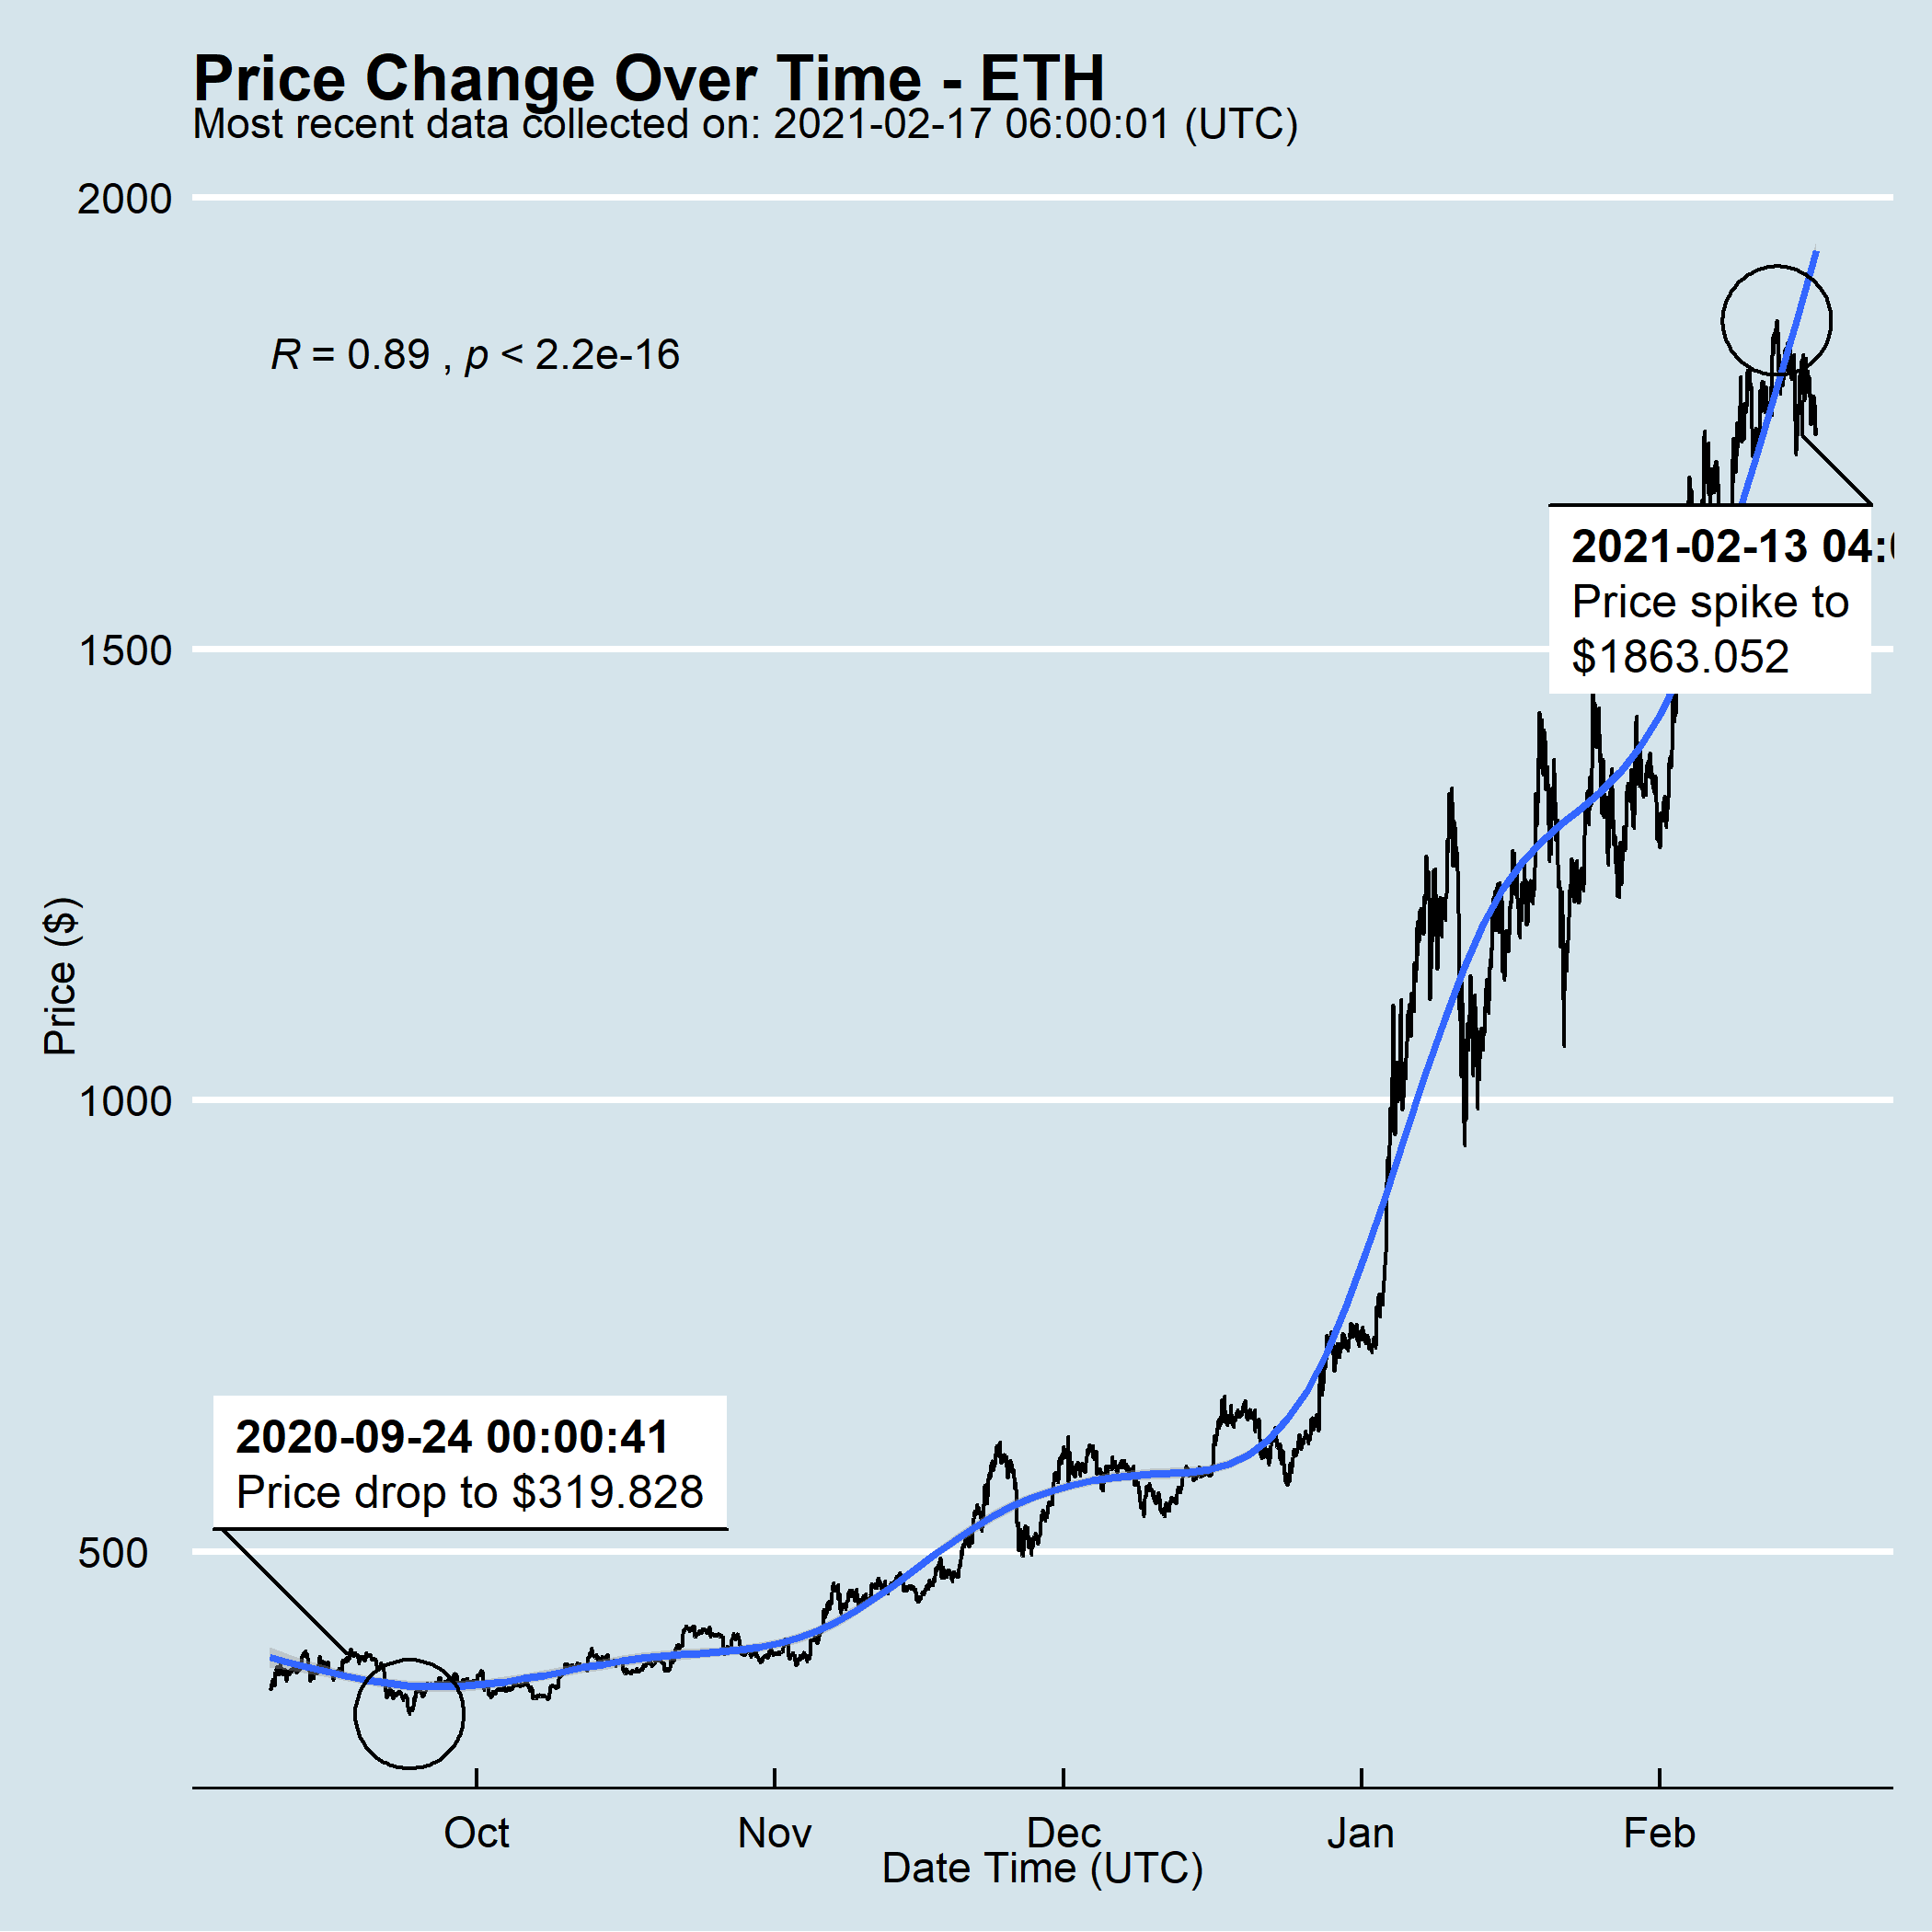 Price Change Over Time - ETH
Most recent data collected on: 2021-02-17 06:00:01 (UTC)
2000
R = 0.89 , p < 2.2e-16
2021-02-13
Price spike to
$1863.052
1500
Price ($)
1000
2020-09-24 00:00:41
Price drop to $319.828
500
Oct Nov Dec Jan Feb
Date Time (UTC)